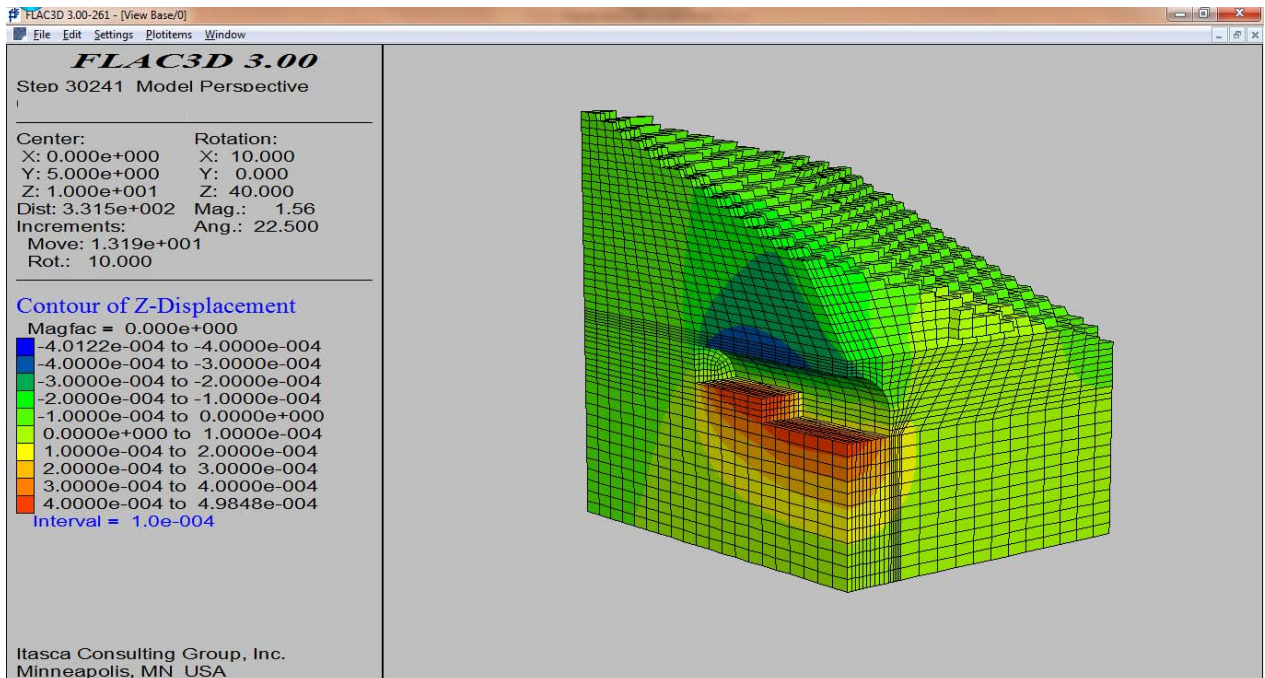 FLAC3D 3.00-261 - [View Base/0]
File Edit Settings Plotitems Window
FLAC3D 3.00
Step 30241 Model Perspective
Center: Rotation:
X: 0.000e+000 X: 10.000
Y: 5.000e+000 Y: 0.000
Z: 1.000e+001 Z: 40.000
Dist: 3.315e+002 Mag.: 1.56
Increments: Ang.: 22.500
Move: 1.319e+001
Rot.: 10.000
Contour of Z-Displacement
Magfac = 0.000e+000
-4.0122e-004 to -4.0000e-004
-4.0000e-004 to -3.0000e-004
-3.0000e-004 to -2.0000e-004
-2.0000e-004 to -1.0000e-004
-1.0000e-004 to 0.0000e+000
0.0000e+000 to 1.0000e-004
1.0000e-004 to 2.0000e-004
2.0000e-004 to 3.0000e-004
3.0000e-004 to 4.0000e-004
4.0000e-004 to 4.9848e-004
Interval = 1.0e-004
Itasca Consulting Group, Inc.
Minneapolis, MN USA